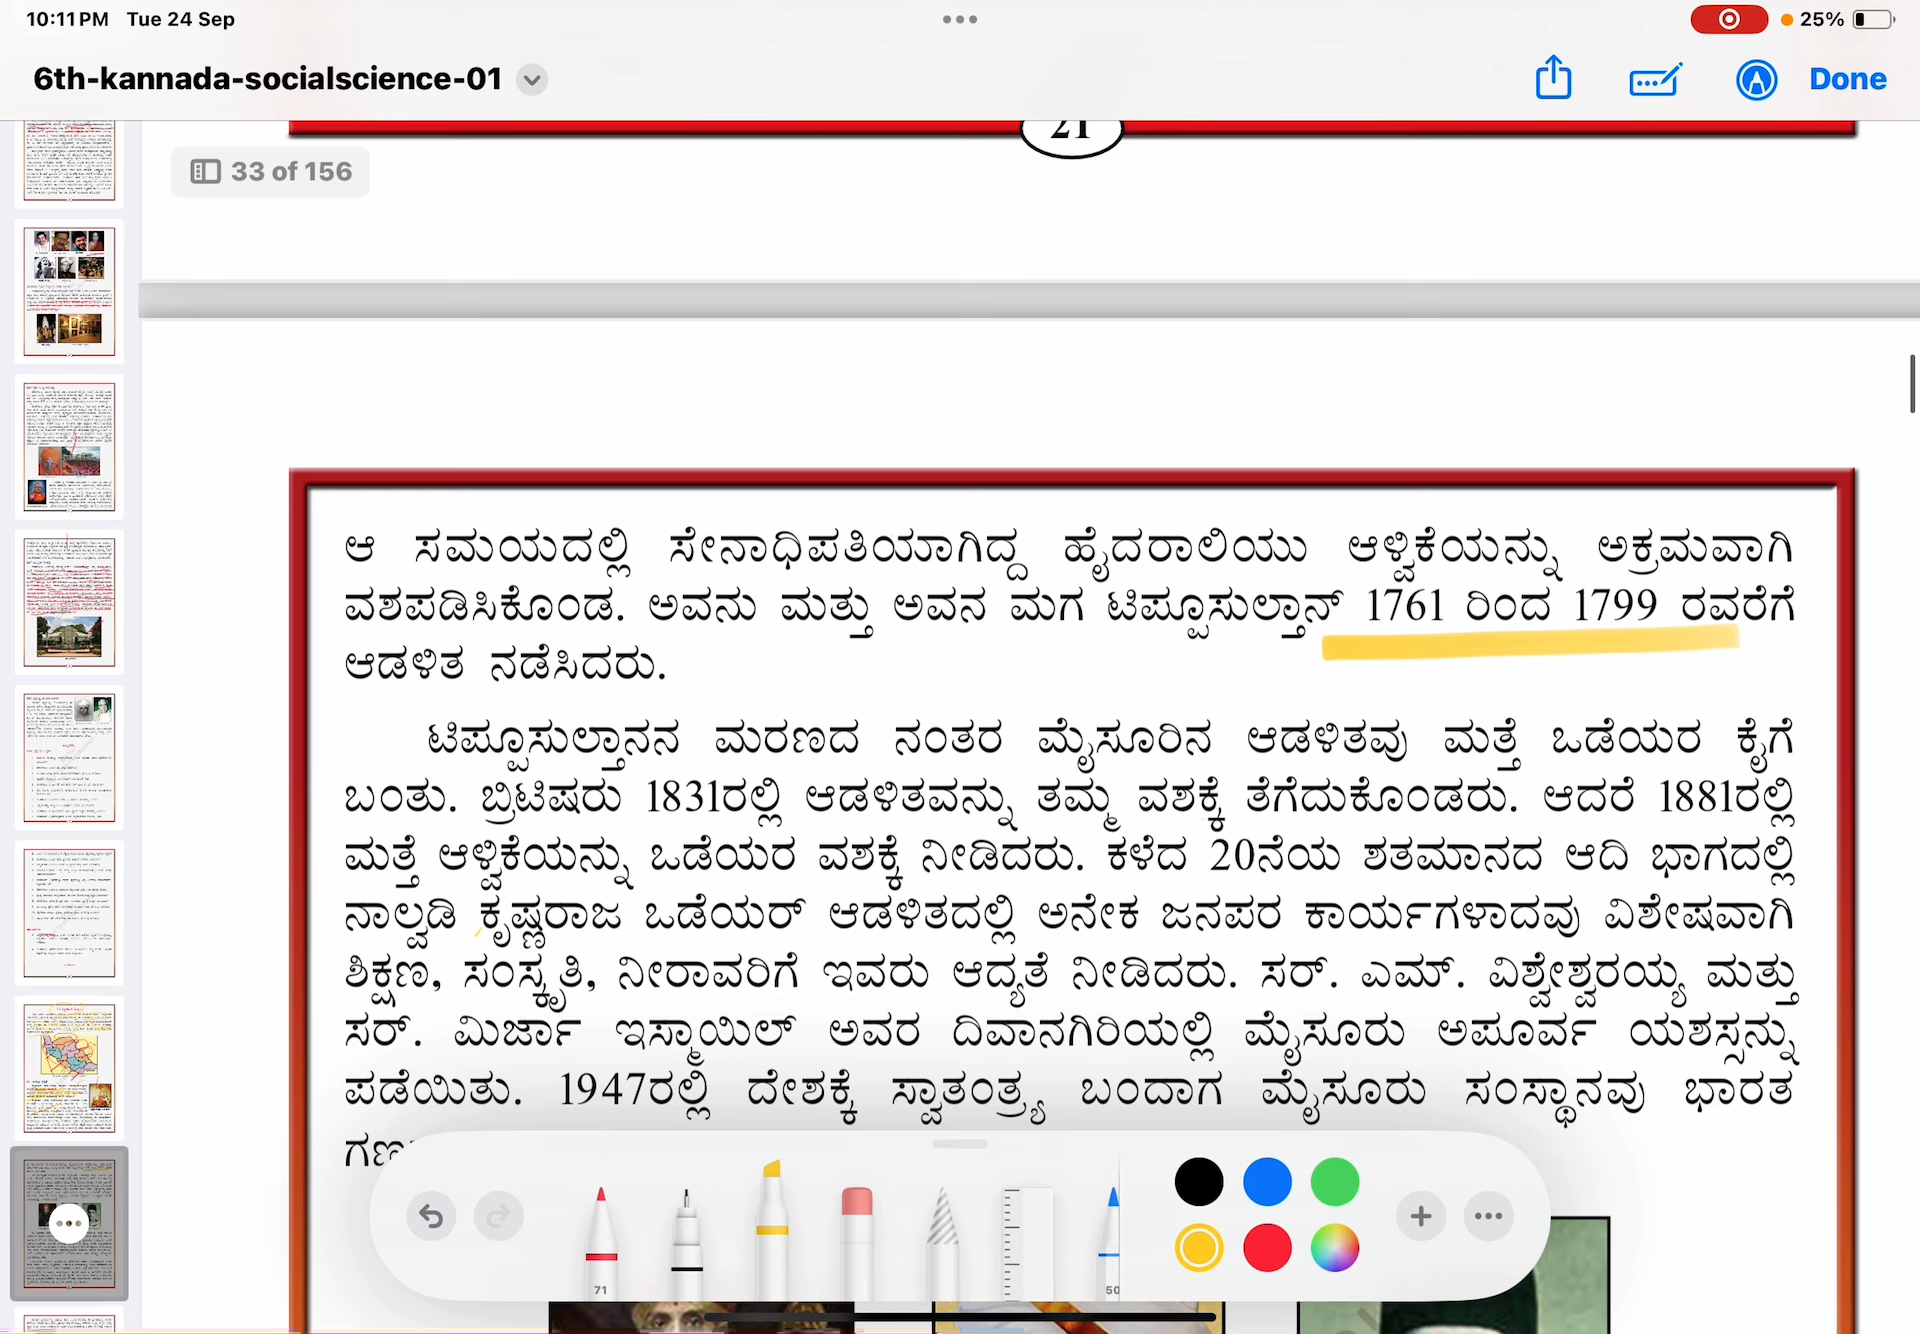 10:11 PM Tue 24 Sep
25%
6th-kannada-socialscience-01
Done
21
33 of 156
ಆ ಸಮಯದಲ್ಲಿ ಸೇನಾಧಿಪತಿಯಾಗಿದ್ದ ಹೈದರಾಲಿಯು ಆಳ್ವಿಕೆಯನ್ನು ಅಕ್ರಮವಾಗಿ
ವಶಪಡಿಸಿಕೊಂಡ. ಅವನು ಮತ್ತು ಅವನ ಮಗ ಟಿಪ್ಪೂಸುಲ್ತಾನ್ 1761 ರಿಂದ 1799 ರವರೆಗೆ
ಆಡಳಿತ ನಡೆಸಿದರು.
ಟಿಪ್ಪೂಸುಲ್ತಾನನ ಮರಣದ ನಂತರ ಮೈಸೂರಿನ ಆಡಳಿತವು ಮತ್ತೆ ಒಡೆಯರ ಕೈಗೆ
ಬಂತು. ಬ್ರಿಟಿಷರು 1831ರಲ್ಲಿ ಆಡಳಿತವನ್ನು ತಮ್ಮ ವಶಕ್ಕೆ ತೆಗೆದುಕೊಂಡರು. ಆದರೆ 1881ರಲ್ಲಿ
ಮತ್ತೆ ಆಳ್ವಿಕೆಯನ್ನು ಒಡೆಯರ ವಶಕ್ಕೆ ನೀಡಿದರು. ಕಳೆದ 20ನೆಯ ಶತಮಾನದ ಆದಿ ಭಾಗದಲ್ಲಿ
ನಾಲ್ವಡಿ ಕೃಷ್ಣರಾಜ ಒಡೆಯರ್ ಆಡಳಿತದಲ್ಲಿ ಅನೇಕ ಜನಪರ ಕಾರ್ಯಗಳಾದವು ವಿಶೇಷವಾಗಿ
ಶಿಕ್ಷಣ, ಸಂಸ್ಕೃತಿ, ನೀರಾವರಿಗೆ ಇವರು ಆದ್ಯತೆ ನೀಡಿದರು. ಸರ್. ಎಮ್. ವಿಶ್ವೇಶ್ವರಯ್ಯ ಮತ್ತು
ಸರ್. ಮಿರ್ಜಾ ಇಸ್ಮಾಯಿಲ್ ಅವರ ದಿವಾನಗಿರಿಯಲ್ಲಿ ಮೈಸೂರು ಅಪೂರ್ವ ಯಶಸ್ಸನ್ನು
ಪಡೆಯಿತು. 1947ರಲ್ಲಿ ದೇಶಕ್ಕೆ ಸ್ವಾತಂತ್ರ್ಯ ಬಂದಾಗ ಮೈಸೂರು ಸಂಸ್ಥಾನವು ಭಾರತ
71
50